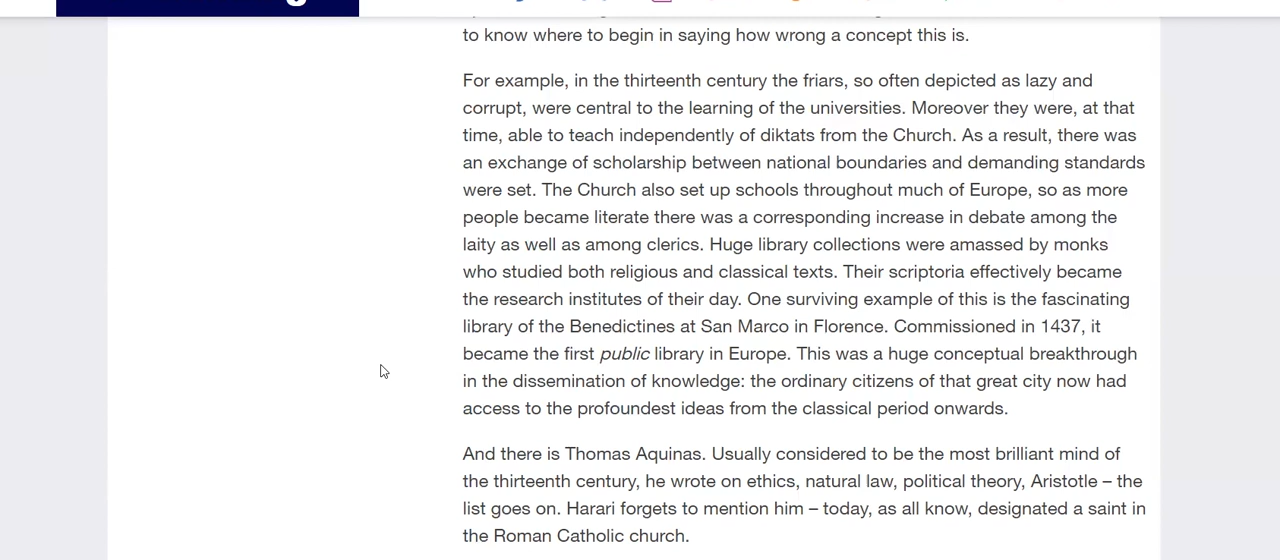 to know where to begin in saying how wrong a concept this is.
For example, in the thirteenth century the friars, so often depicted as lazy and
corrupt, were central to the learning of the universities. Moreover they were, at that
time, able to teach independently of diktats from the Church. As a result, there was
an exchange of scholarship between national boundaries and demanding standards
were set. The Church also set up schools throughout much of Europe, so as more
people became literate there was a corresponding increase in debate among the
laity as well as among clerics. Huge library collections were amassed by monks
who studied both religious and classical texts. Their scriptoria effectively became
the research institutes of their day. One surviving example of this is the fascinating
library of the Benedictines at San Marco in Florence. Commissioned in 1437, it
became the first public library in Europe. This was a huge conceptual breakthrough
in the dissemination of knowledge: the ordinary citizens of that great city now had
access to the profoundest ideas from the classical period onwards.
And there is Thomas Aquinas. Usually considered to be the most brilliant mind of
the thirteenth century, he wrote on ethics, natural law, political theory, Aristotle – the
list goes on. Harari forgets to mention him – today, as all know, designated a saint in
the Roman Catholic church.